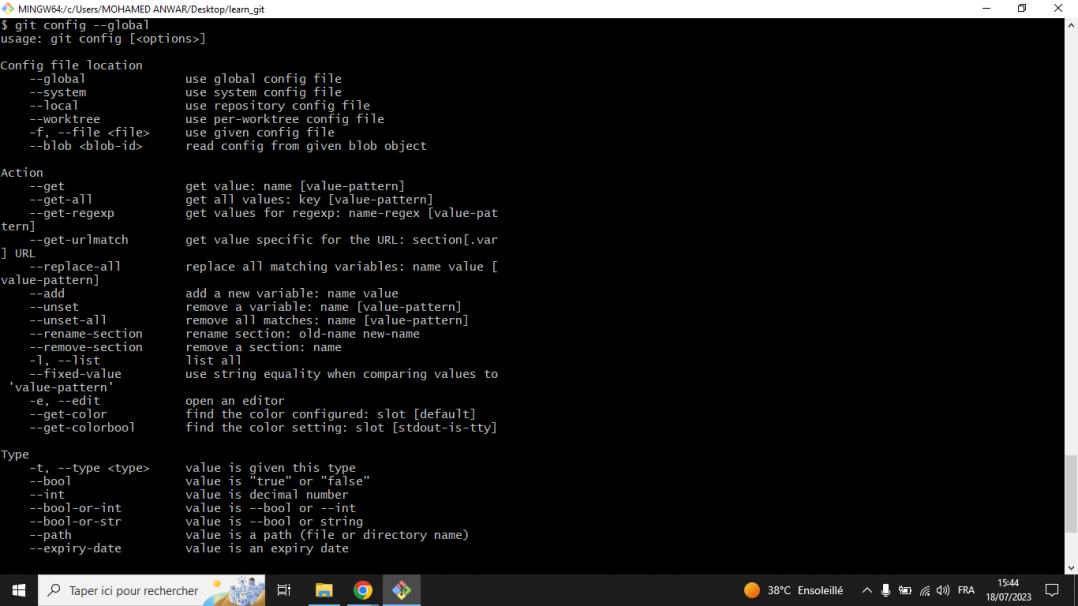 MINGW64:/c/Users/MOHAMED ANWAR/Desktop/learn_git
$ git config --global
usage: git config [<options>]
Config file location
--global use global config file
--system use system config file
--local use repository config file
--worktree use per-worktree config file
-f, --file <file> use given config file
--blob <blob-id> read config from given blob object
Action
--get get value: name [value-pattern]
--get-all get all values: key [value-pattern]
--get-regexp get values for regexp: name-regex [value-pat
tern]
--get-urlmatch get value specific for the URL: section[.var
] URL
--replace-all replace all matching variables: name value [
value-pattern]
--add add a new variable: name value
--unset remove a variable: name [value-pattern]
--unset-all remove all matches: name [value-pattern]
--rename-section rename section: old-name new-name
--remove-section remove a section: name
-l, --list list all
--fixed-value use string equality when comparing values to
'value-pattern'
-e, --edit open an editor
--get-color find the color configured: slot [default]
--get-colorbool find the color setting: slot [stdout-is-tty]
Type
-t, --type <type> value is given this type
--bool value is "true" or "false"
--int value is decimal number
--bool-or-int value is --bool or --int
--bool-or-str value is --bool or string
--path value is a path (file or directory name)
--expiry-date value is an expiry date
Taper ici pour rechercher
38°C Ensoleillé
FRA
15:44
18/07/2023